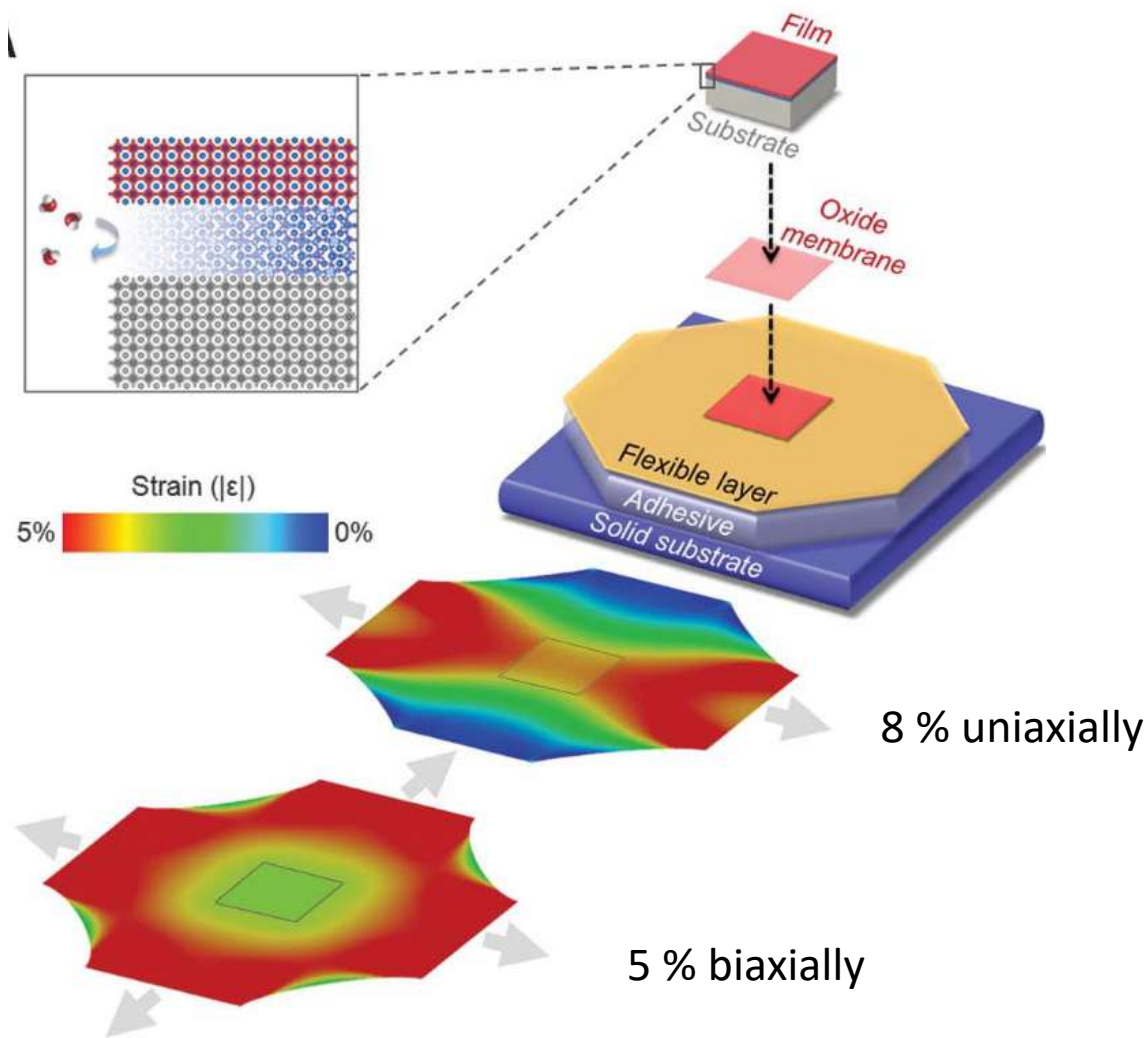 Film
Substrate
Oxide
membrane
Flexible layer
Adhesive
Solid substrate
Strain (|ε|)
5%
0%
8 % uniaxially
5 % biaxially